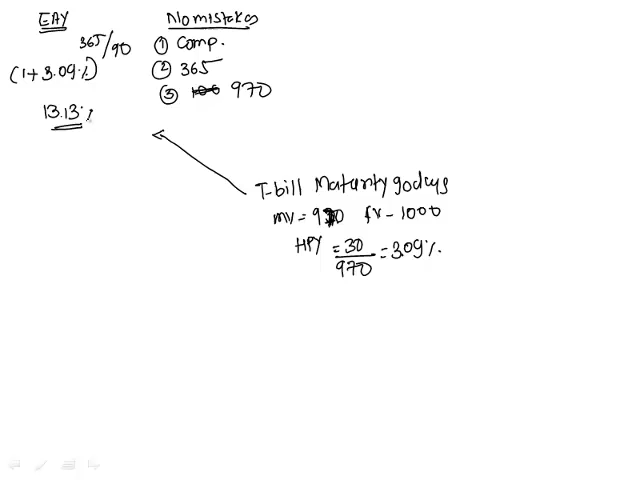 EAY
(1+3.09%)^365/90
13.13%
No mistakes
① Comp.
② 365
③ 970
T-bill Maturity 90 days
mv = 970 fv - 1000
HPY = 30/970 = 3.09%